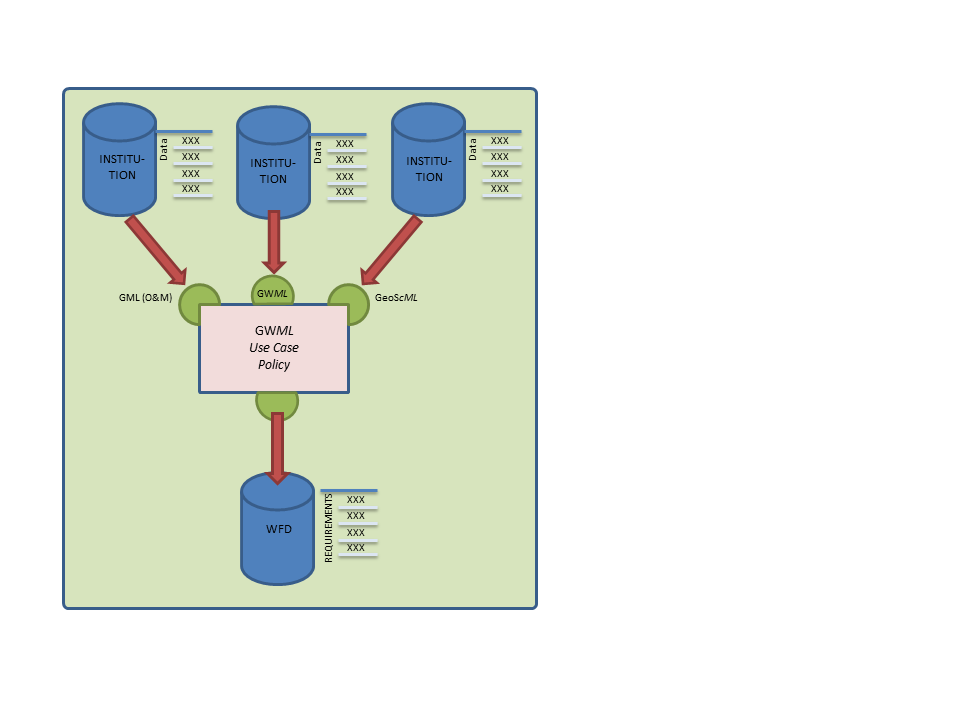 INSTITU-
TION
Data
XXX
XXX
XXX
XXX
INSTITU-
TION
Data
XXX
XXX
XXX
XXX
INSTITU-
TION
Data
XXX
XXX
XXX
XXX
GML (O&M)
GWML
GeoScML
GWML
Use Case
Policy
WFD
REQUIREMENTS
XXX
XXX
XXX
XXX